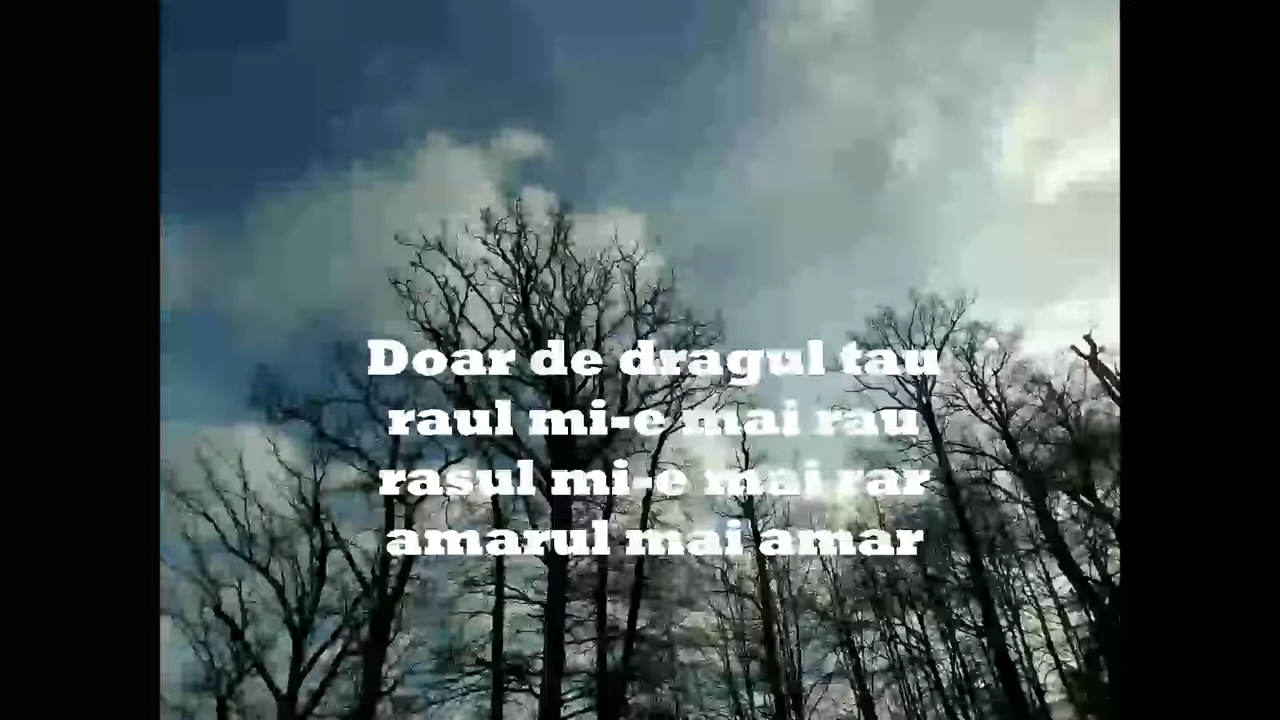 Doar de dragul tau
raul mi-e mai rau
rasul mi-e mai rar
amarul mai amar